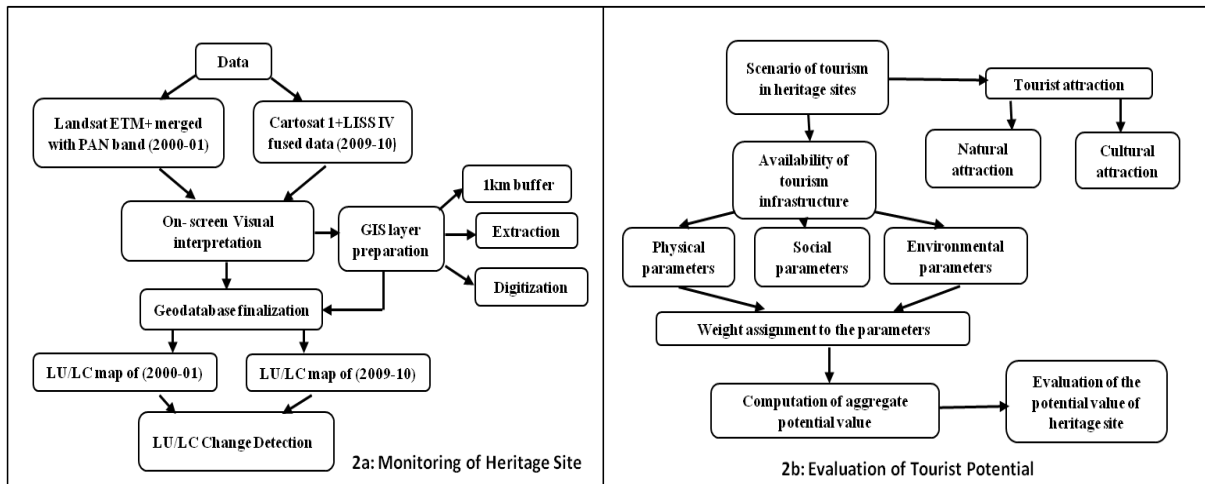 Data
Landsat ETM+ merged
with PAN band (2000-01)
Cartosat 1+LISS IV
fused data (2009-10)
On- screen Visual
interpretation
GIS layer
preparation
1km buffer
Extraction
Digitization
Geodatabase finalization
LU/LC map of (2000-01)
LU/LC map of (2009-10)
LU/LC Change Detection
2a: Monitoring of Heritage Site
Scenario of tourism
in heritage sites
Tourist attraction
Natural
attraction
Cultural
attraction
Availability of
tourism
infrastructure
Physical
parameters
Social
parameters
Environmental
parameters
Weight assignment to the parameters
Computation of aggregate
potential value
Evaluation of the
potential value of
heritage site
2b: Evaluation of Tourist Potential